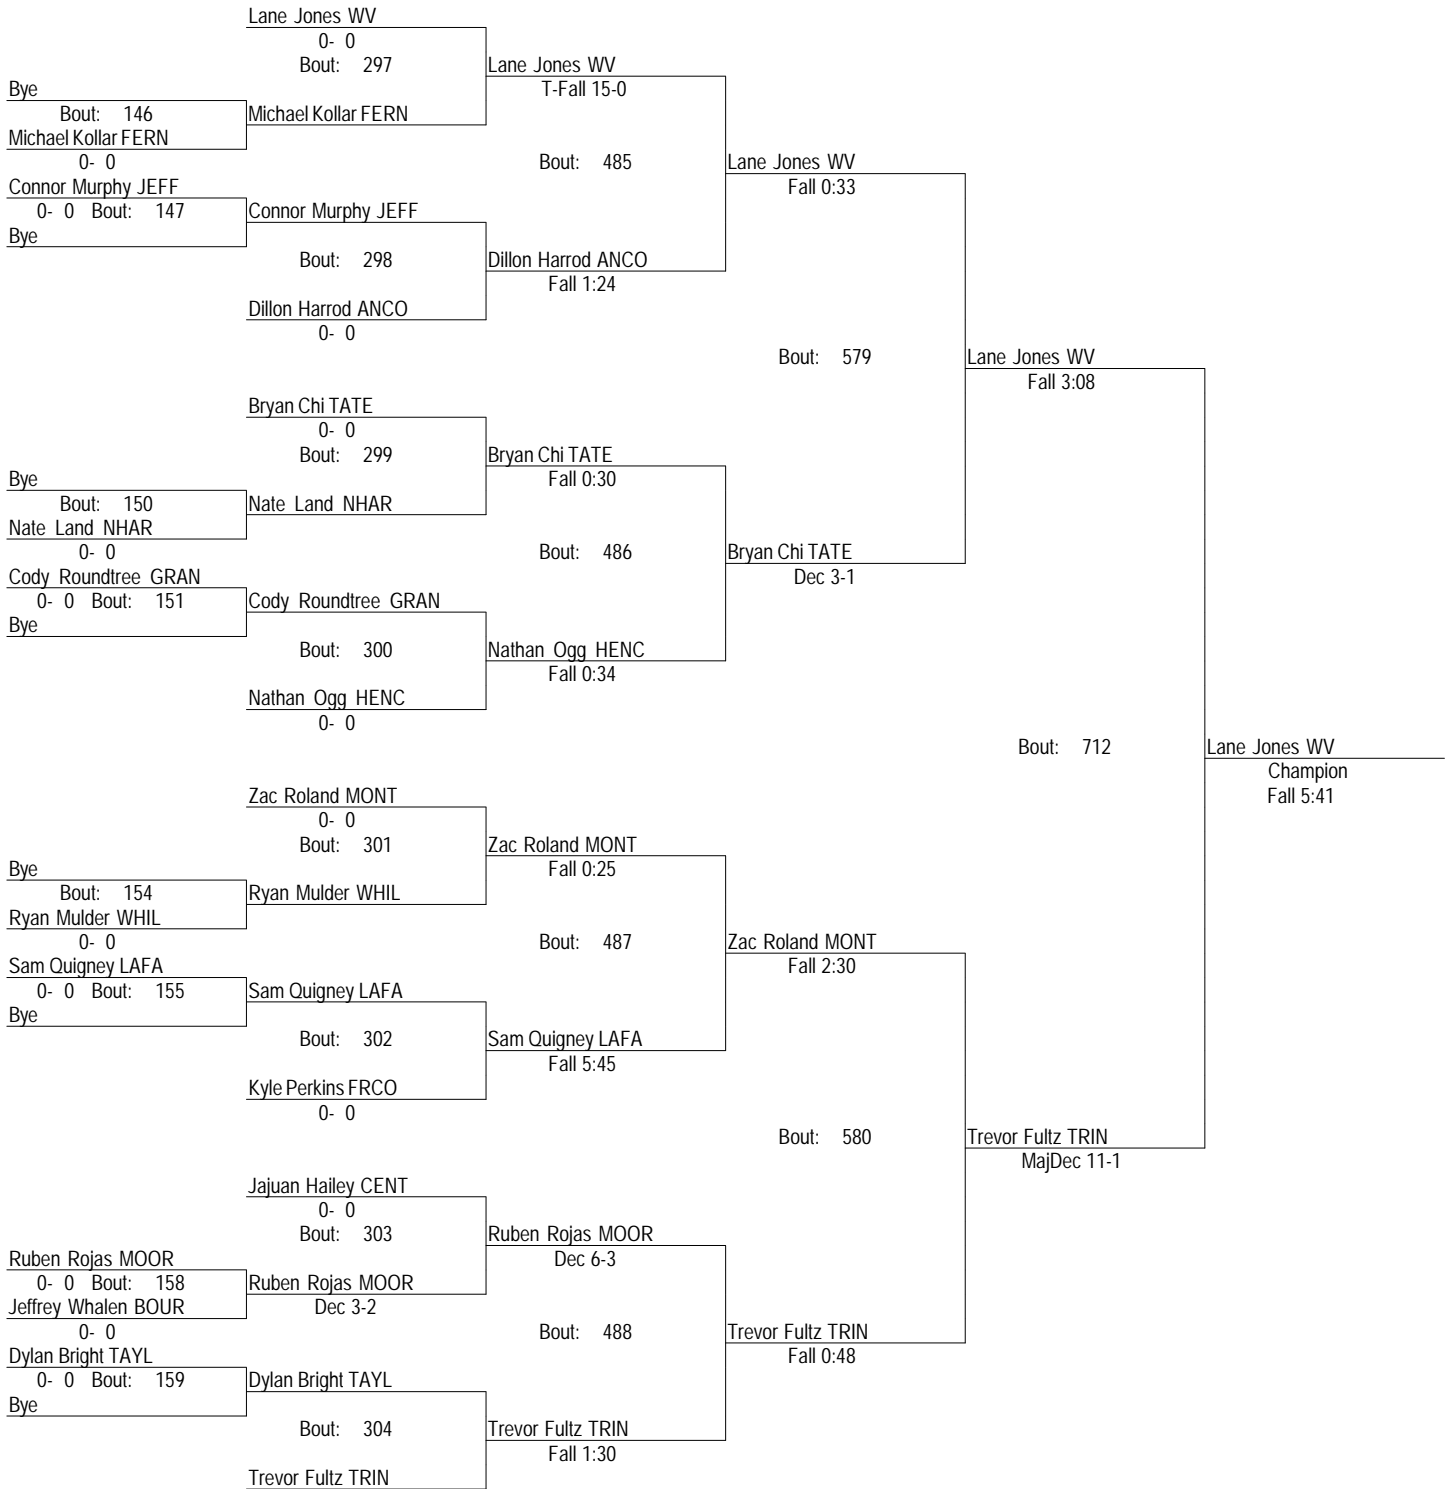 Lane Jones WV
0- 0
Bout: 297
Lane Jones WV
T-Fall 15-0
Bye
Bout: 146
Michael Kollar FERN
Michael Kollar FERN
0- 0
Bout: 485
Lane Jones WV
Fall 0:33
Connor Murphy JEFF
0- 0 Bout: 147
Connor Murphy JEFF
Bye
Bout: 298
Dillon Harrod ANCO
Fall 1:24
Dillon Harrod ANCO
0- 0
Bout: 579
Lane Jones WV
Fall 3:08
Bryan Chi TATE
0- 0
Bout: 299
Bryan Chi TATE
Fall 0:30
Bye
Bout: 150
Nate Land NHAR
Nate Land NHAR
0- 0
Bout: 486
Bryan Chi TATE
Dec 3-1
Cody Roundtree GRAN
0- 0 Bout: 151
Cody Roundtree GRAN
Bye
Bout: 300
Nathan Ogg HENC
Fall 0:34
Nathan Ogg HENC
0- 0
Bout: 712
Lane Jones WV
Champion
Fall 5:41
Zac Roland MONT
0- 0
Bout: 301
Zac Roland MONT
Fall 0:25
Bye
Bout: 154
Ryan Mulder WHIL
Ryan Mulder WHIL
0- 0
Bout: 487
Zac Roland MONT
Fall 2:30
Sam Quigney LAFA
0- 0 Bout: 155
Sam Quigney LAFA
Bye
Bout: 302
Sam Quigney LAFA
Fall 5:45
Kyle Perkins FRCO
0- 0
Bout: 580
Trevor Fultz TRIN
MajDec 11-1
Jajuan Hailey CENT
0- 0
Bout: 303
Ruben Rojas MOOR
Dec 6-3
Ruben Rojas MOOR
0- 0 Bout: 158
Ruben Rojas MOOR
Dec 3-2
Jeffrey Whalen BOUR
0- 0
Bout: 488
Trevor Fultz TRIN
Fall 0:48
Dylan Bright TAYL
0- 0 Bout: 159
Dylan Bright TAYL
Bye
Bout: 304
Trevor Fultz TRIN
Fall 1:30
Trevor Fultz TRIN